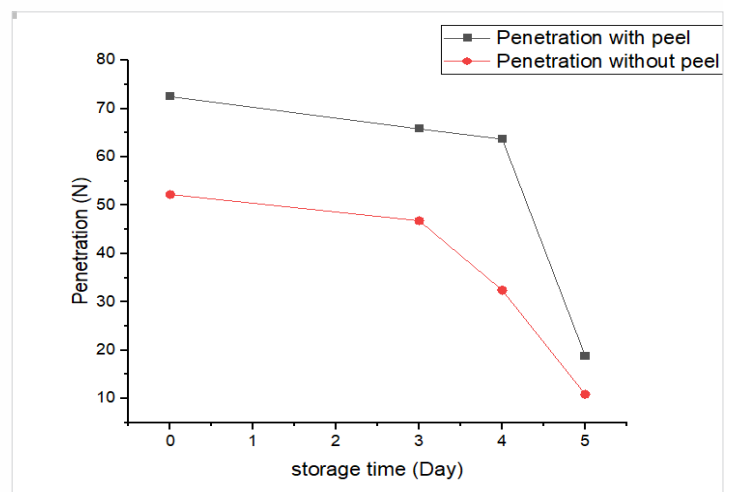 Penetration with peel
Penetration without peel
80
70
60
50
40
30
20
10
Penetration (N)
0 1 2 3 4 5
storage time (Day)